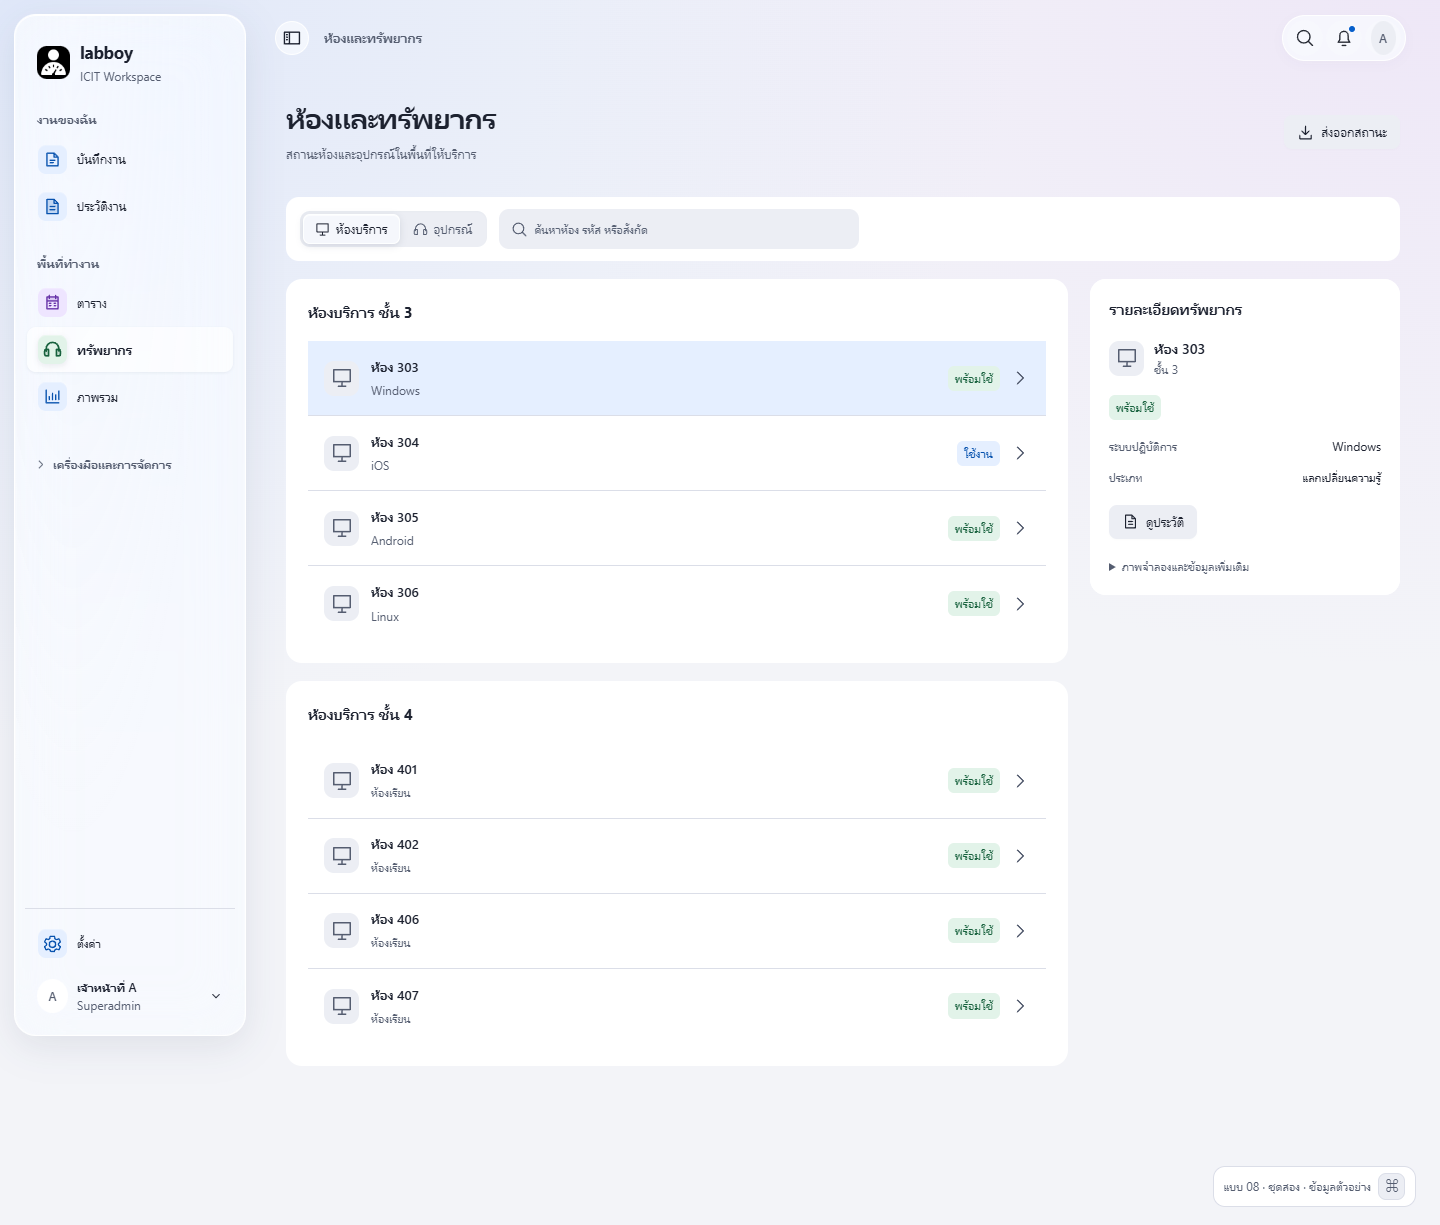 labboy
ICIT Workspace
งานของฉัน
บันทึกงาน
ประวัติงาน
พื้นที่ทำงาน
ตาราง
ทรัพยากร
ภาพรวม
เครื่องมือและการจัดการ
ตั้งค่า
A
เจ้าหน้าที่ A
Superadmin
ห้องและทรัพยากร
A
ห้องและทรัพยากร
สถานะห้องและอุปกรณ์ในพื้นที่ให้บริการ
ส่งออกสถานะ
ห้องบริการ
อุปกรณ์
ค้นหาห้อง รหัส หรือสังกัด
ห้องบริการ ชั้น 3
ห้อง 303
Windows
พร้อมใช้
ห้อง 304
iOS
ใช้งาน
ห้อง 305
Android
พร้อมใช้
ห้อง 306
Linux
พร้อมใช้
ห้องบริการ ชั้น 4
ห้อง 401
ห้องเรียน
พร้อมใช้
ห้อง 402
ห้องเรียน
พร้อมใช้
ห้อง 406
ห้องเรียน
พร้อมใช้
ห้อง 407
ห้องเรียน
พร้อมใช้
รายละเอียดทรัพยากร
ห้อง 303
ชั้น 3
พร้อมใช้
ระบบปฏิบัติการ Windows
ประเภท แลกเปลี่ยนความรู้
ดูประวัติ
ภาพจำลองและข้อมูลเพิ่มเติม
แบบ 08 · ชุดสอง · ข้อมูลตัวอย่าง ⌘